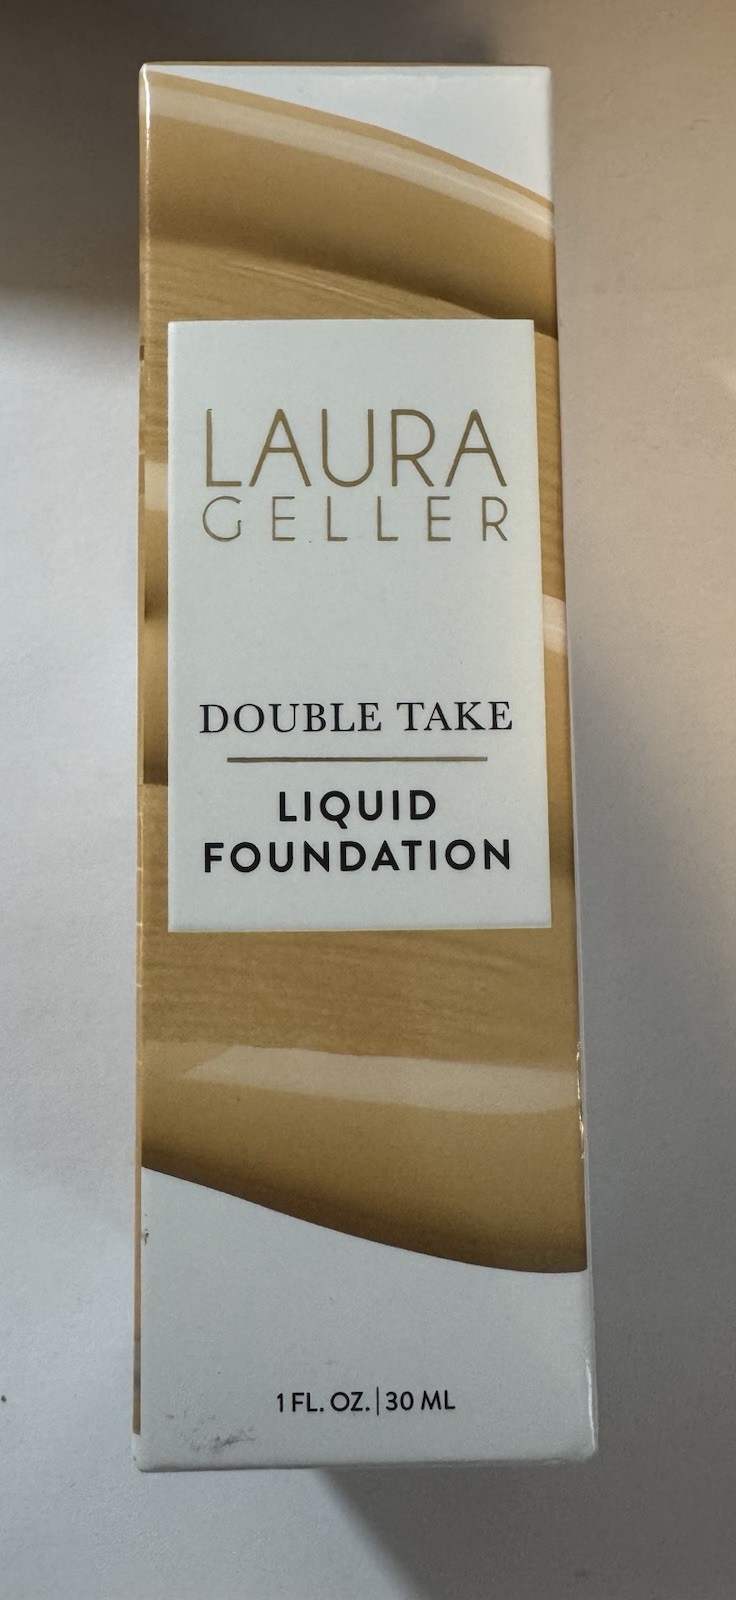 LAURA
GELLER
DOUBLE TAKE
LIQUID
FOUNDATION
1 FL. OZ. | 30 ML